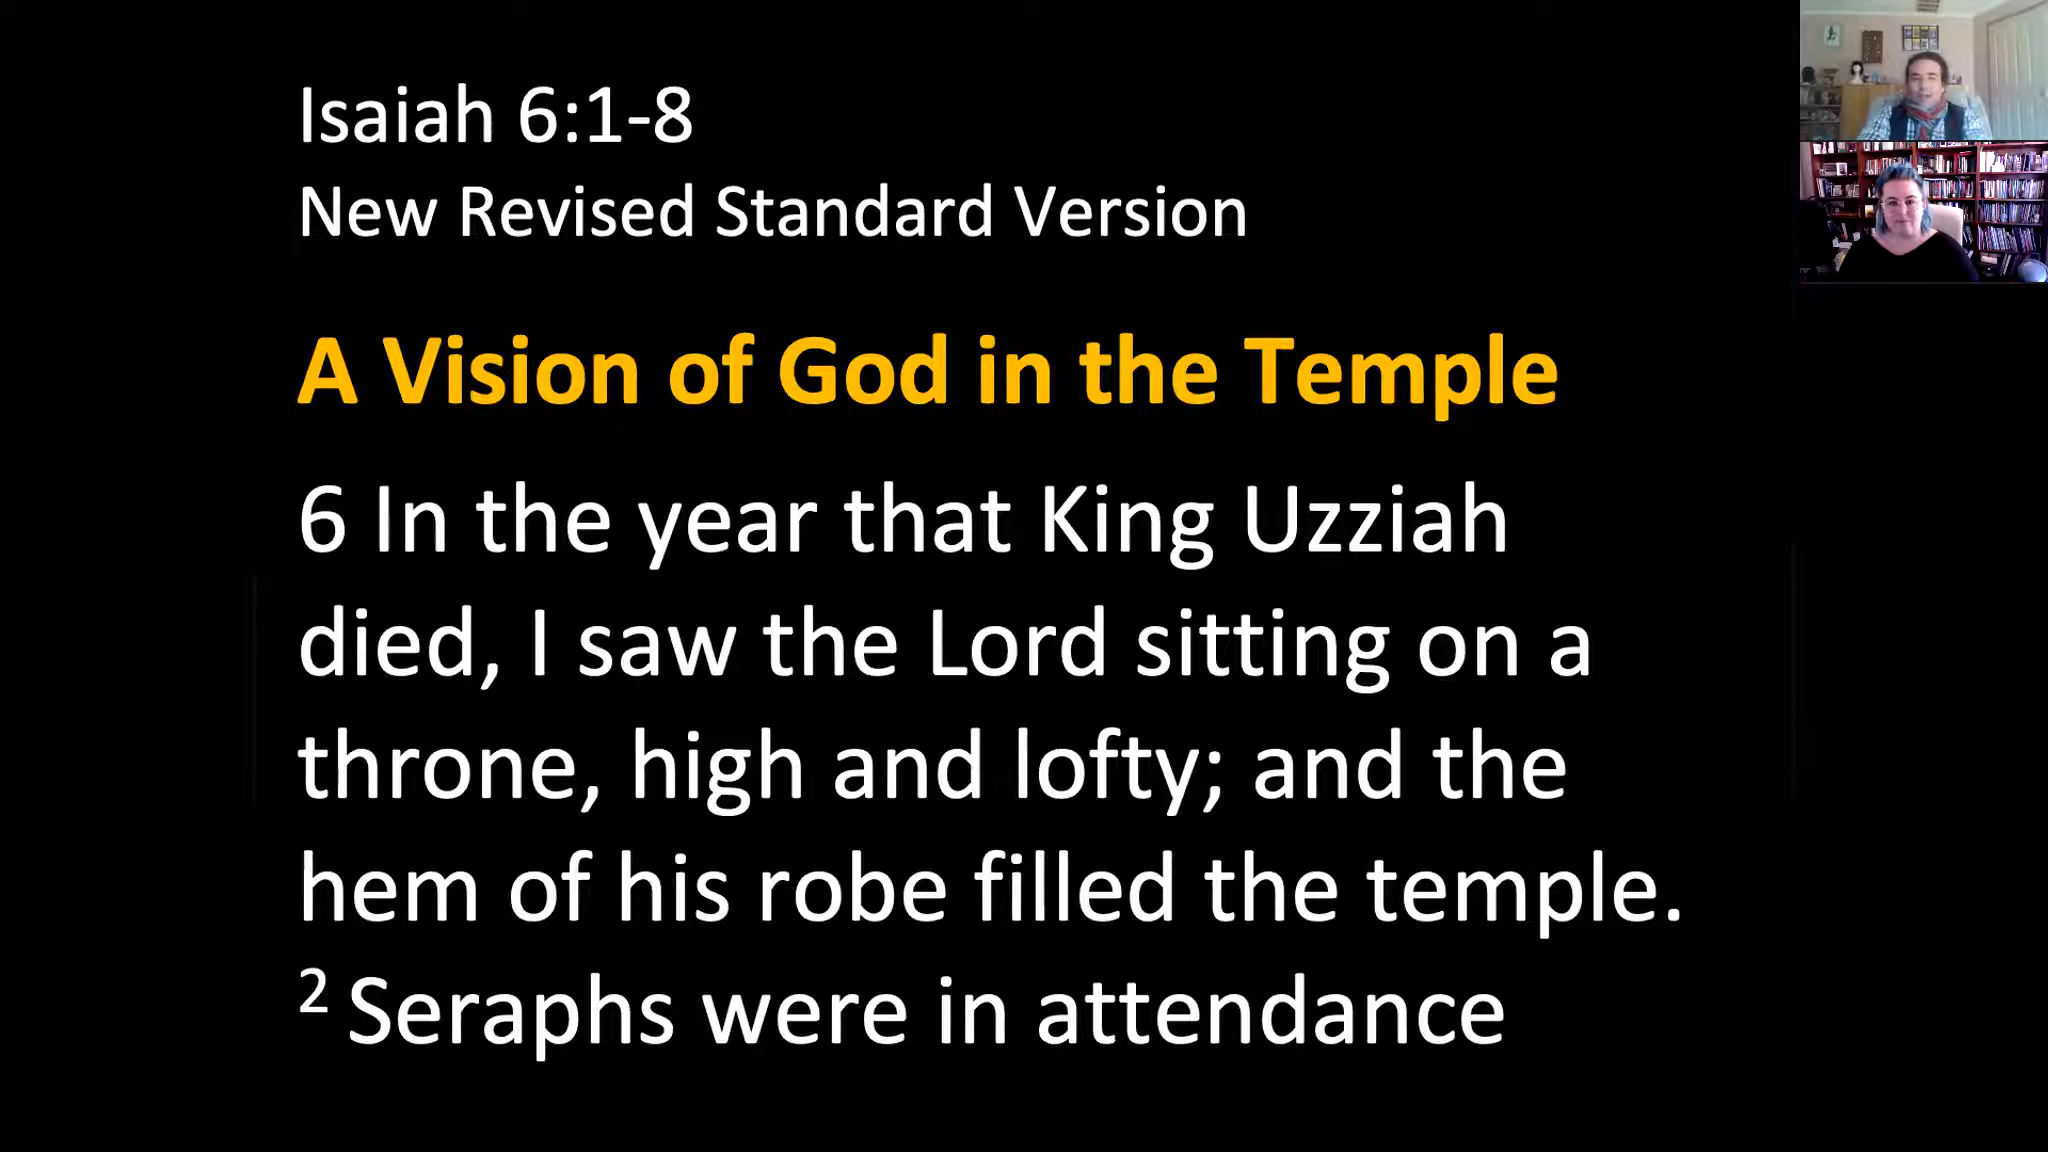 Isaiah 6:1-8
New Revised Standard Version
A Vision of God in the Temple
6 In the year that King Uzziah
died, I saw the Lord sitting on a
throne, high and lofty; and the
hem of his robe filled the temple.
2 Seraphs were in attendance